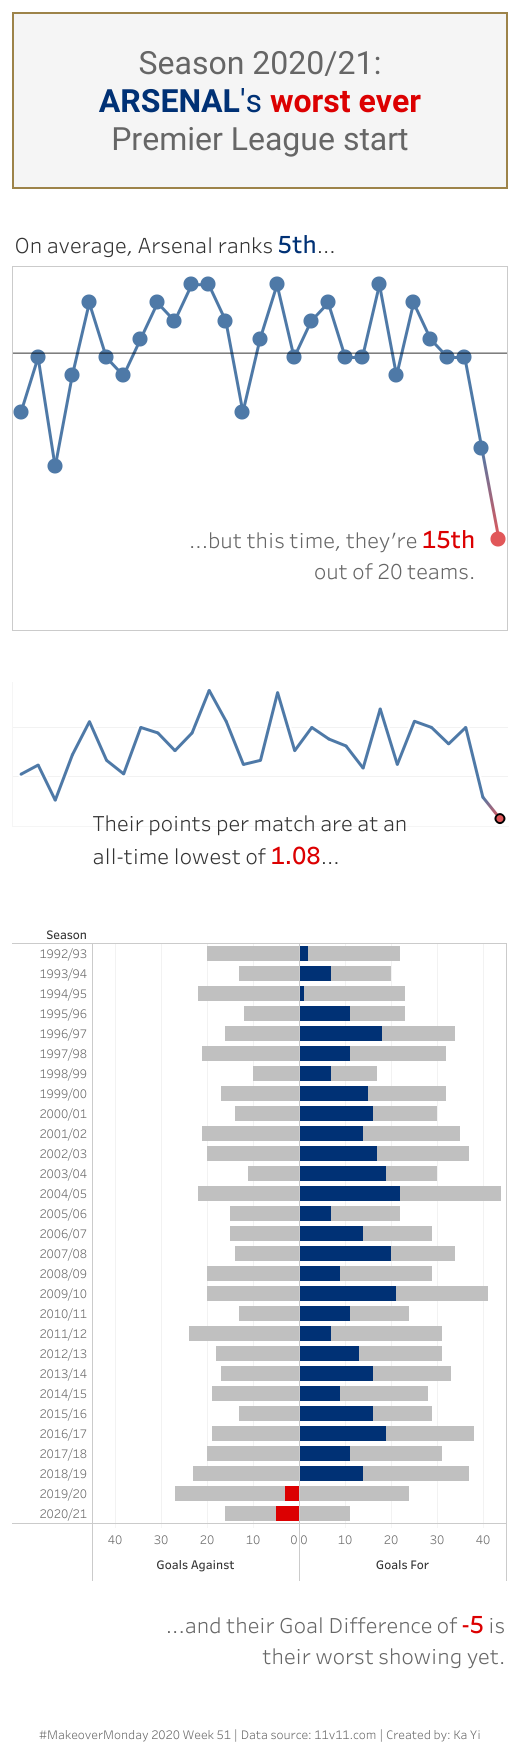 Season 2020/21:
ARSENAL's worst ever
Premier League start
On average, Arsenal ranks 5th...
...but this time, they're 15th
out of 20 teams.
Their points per match are at an
all-time lowest of 1.08...
Season
1992/93
1993/94
1994/95
1995/96
1996/97
1997/98
1998/99
1999/00
2000/01
2001/02
2002/03
2003/04
2004/05
2005/06
2006/07
2007/08
2008/09
2009/10
2010/11
2011/12
2012/13
2013/14
2014/15
2015/16
2016/17
2017/18
2018/19
2019/20
2020/21
40 30 20 10 0 0 10 20 30 40
Goals Against Goals For
...and their Goal Difference of -5 is
their worst showing yet.
#MakeoverMonday 2020 Week 51 | Data source: 11v11.com | Created by: Ka Yi